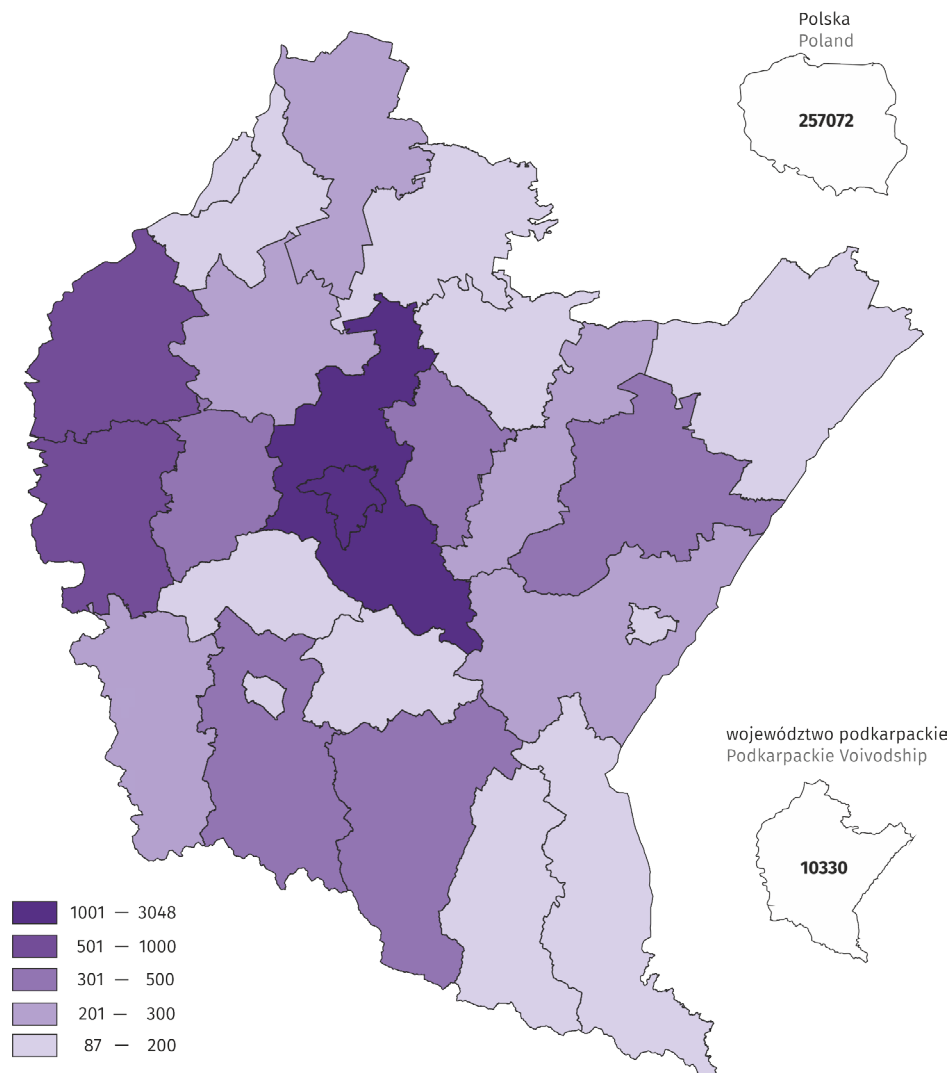 Polska
Poland
257072
województwo podkarpackie
Podkarpackie Voivodship
10330
1001 — 3048
501 — 1000
301 — 500
201 — 300
87 — 200